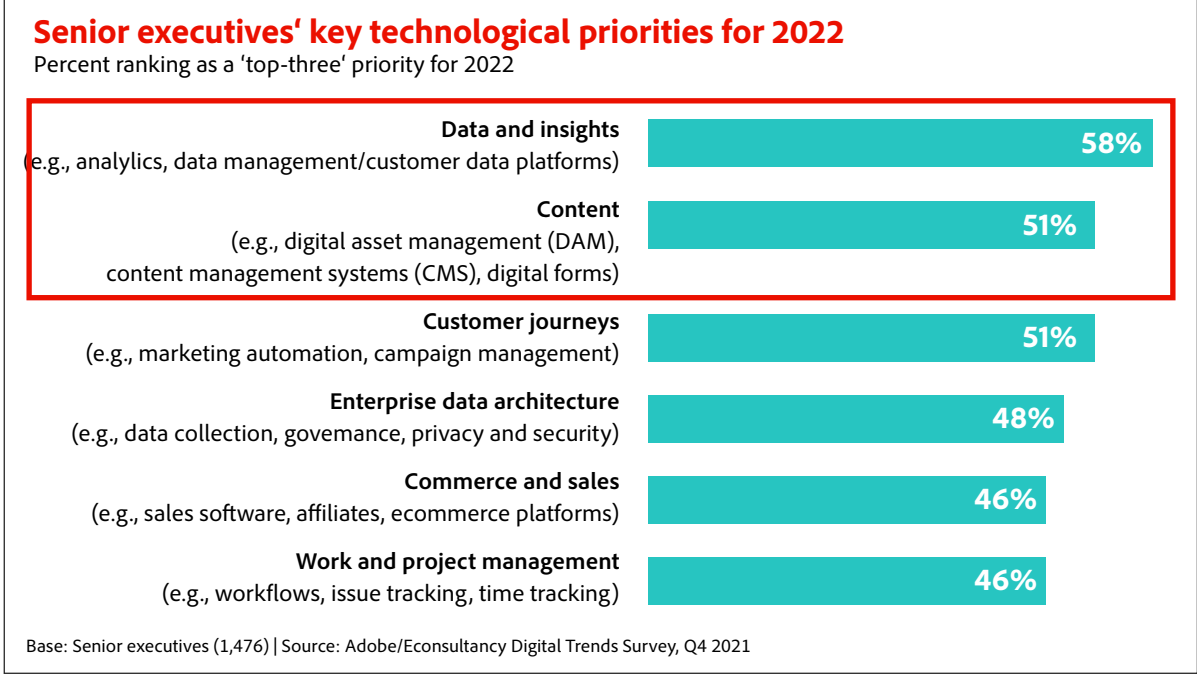 Senior executives‘ key technological priorities for 2022
Percent ranking as a ‘top-three‘ priority for 2022
Data and insights
(e.g., analytics, data management/customer data platforms)
58%
Content
(e.g., digital asset management (DAM),
content management systems (CMS), digital forms)
51%
Customer journeys
(e.g., marketing automation, campaign management)
51%
Enterprise data architecture
(e.g., data collection, govemance, privacy and security)
48%
Commerce and sales
(e.g., sales software, affiliates, ecommerce platforms)
46%
Work and project management
(e.g., workflows, issue tracking, time tracking)
46%
Base: Senior executives (1,476) | Source: Adobe/Econsultancy Digital Trends Survey, Q4 2021